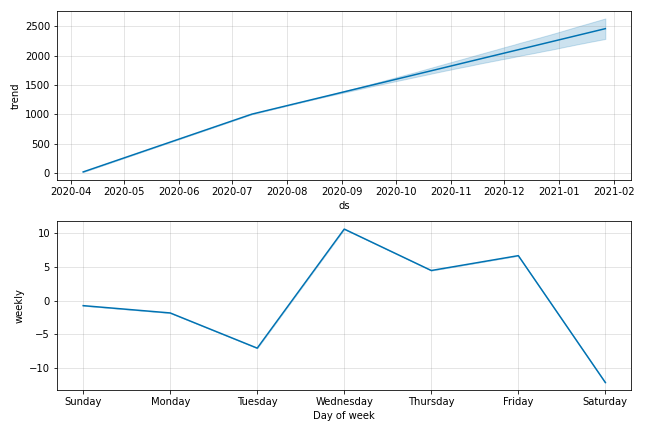 2500
2000
1500
1000
500
0
trend
2020-04 2020-05 2020-06 2020-07 2020-08 2020-09 2020-10 2020-11 2020-12 2021-01 2021-02
ds
10
5
0
−5
−10
weekly
Sunday Monday Tuesday Wednesday Thursday Friday Saturday
Day of week